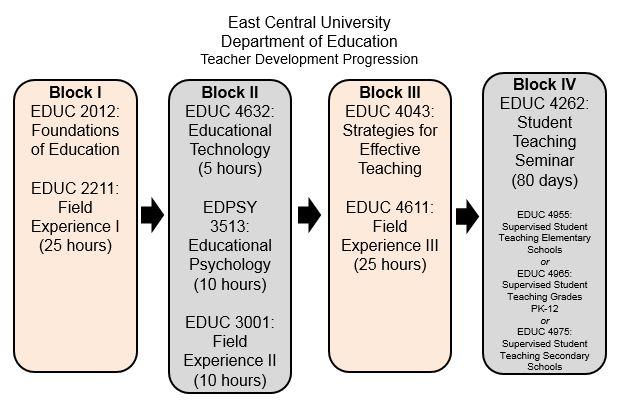 East Central University
Department of Education
Teacher Development Progression
Block I
EDUC 2012:
Foundations
of Education
EDUC 2211:
Field
Experience I
(25 hours)
Block II
EDUC 4632:
Educational
Technology
(5 hours)
EDPSY
3513:
Educational
Psychology
(10 hours)
EDUC 3001:
Field
Experience II
(10 hours)
Block III
EDUC 4043:
Strategies for
Effective
Teaching
EDUC 4611:
Field
Experience III
(25 hours)
Block IV
EDUC 4262:
Student
Teaching
Seminar
(80 days)
EDUC 4955:
Supervised Student
Teaching Elementary
Schools
or
EDUC 4965:
Supervised Student
Teaching Grades
PK-12
or
EDUC 4975:
Supervised Student
Teaching Secondary
Schools